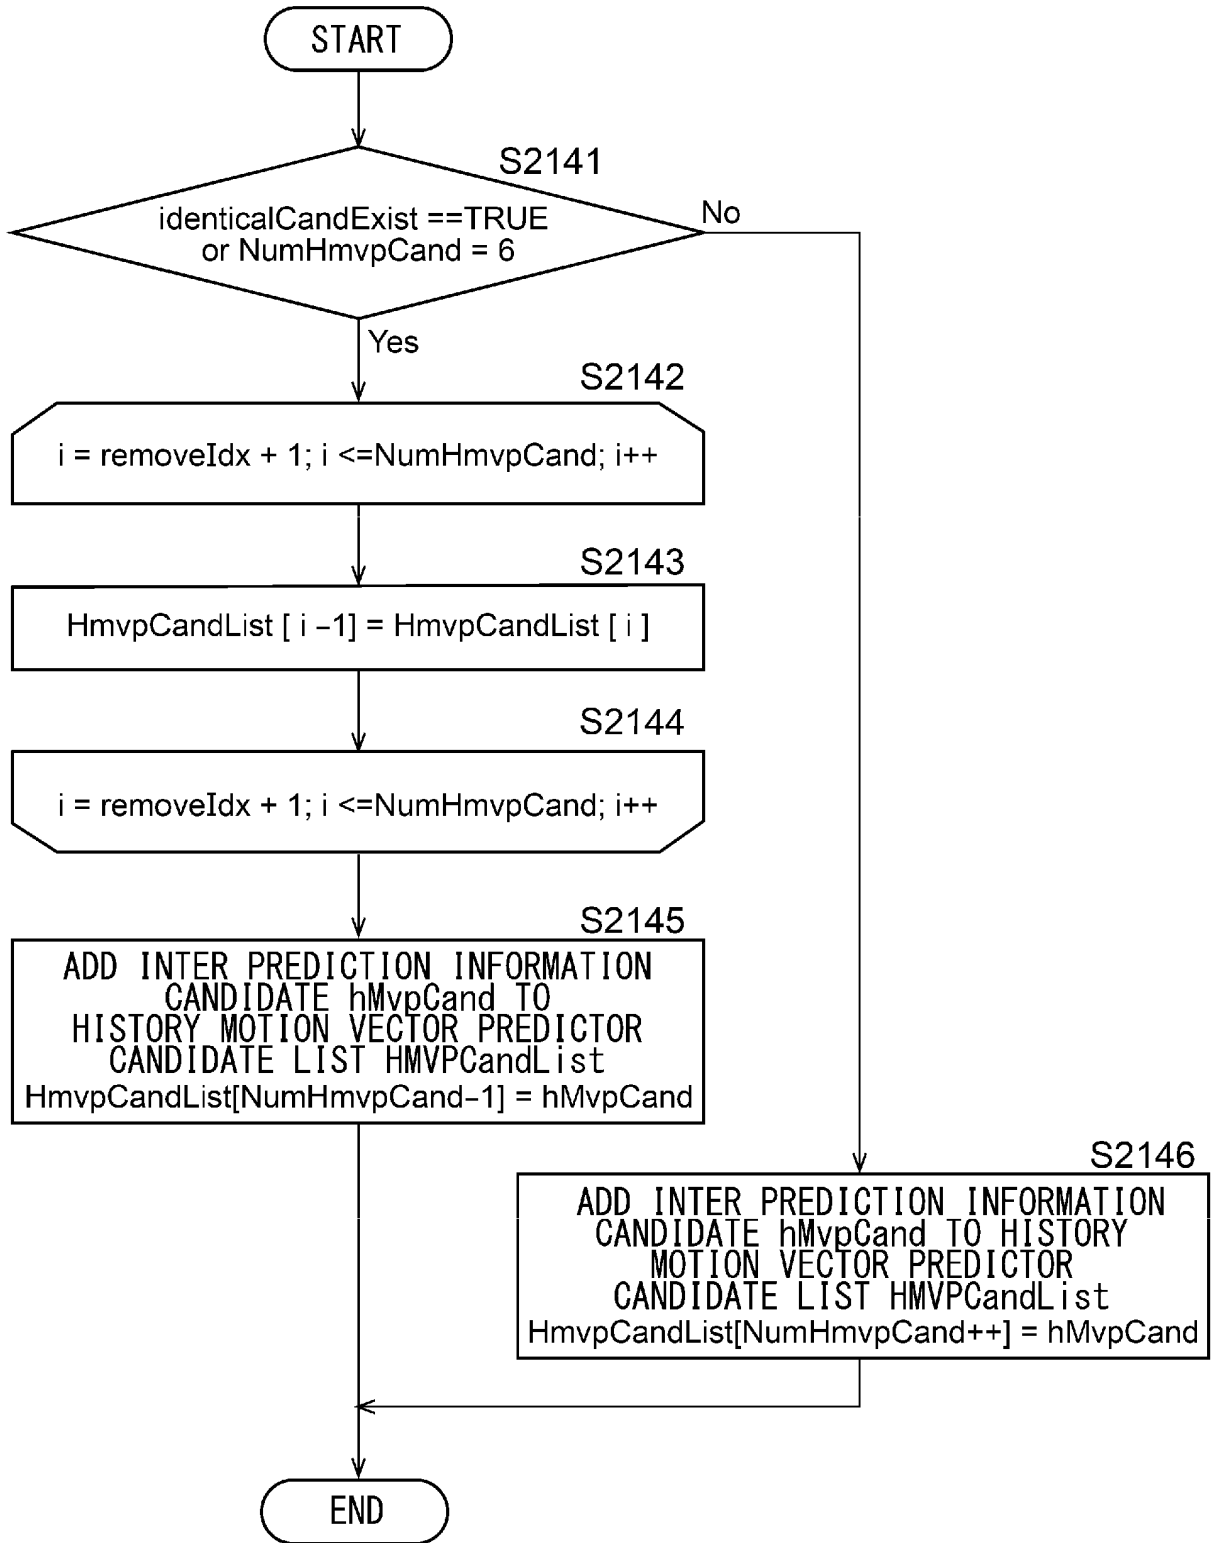 START
S2141
identicalCandExist ==TRUE
or NumHmvpCand = 6
No
Yes
S2142
i = removeIdx + 1; i <=NumHmvpCand; i++
S2143
HmvpCandList [ i –1] = HmvpCandList [ i ]
S2144
i = removeIdx + 1; i <=NumHmvpCand; i++
S2145
ADD INTER PREDICTION INFORMATION
CANDIDATE hMvpCand TO
HISTORY MOTION VECTOR PREDICTOR
CANDIDATE LIST HMVPCandList
HmvpCandList[NumHmvpCand–1] = hMvpCand
S2146
ADD INTER PREDICTION INFORMATION
CANDIDATE hMvpCand TO HISTORY
MOTION VECTOR PREDICTOR
CANDIDATE LIST HMVPCandList
HmvpCandList[NumHmvpCand++] = hMvpCand
END